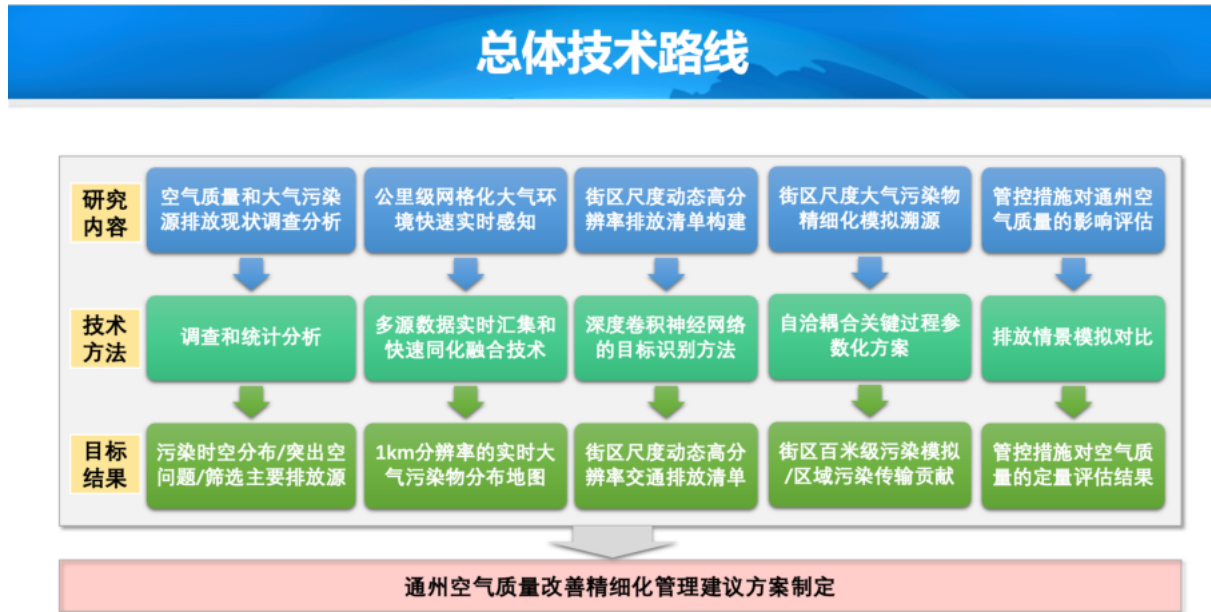 总体技术路线
研究
内容
空气质量和大气污染
源排放现状调查分析
公里级网格化大气环
境快速实时感知
街区尺度动态高分
辨率排放清单构建
街区尺度大气污染物
精细化模拟溯源
管控措施对通州空
气质量的影响评估
技术
方法
调查和统计分析
多源数据实时汇集和
快速同化融合技术
深度卷积神经网络
的目标识别方法
自洽耦合关键过程参
数化方案
排放情景模拟对比
目标
结果
污染时空分布/突出空
问题/筛选主要排放源
1km分辨率的实时大
气污染物分布地图
街区尺度动态高分
辨率交通排放清单
街区百米级污染模拟
/区域污染传输贡献
管控措施对空气质
量的定量评估结果
通州空气质量改善精细化管理建议方案制定